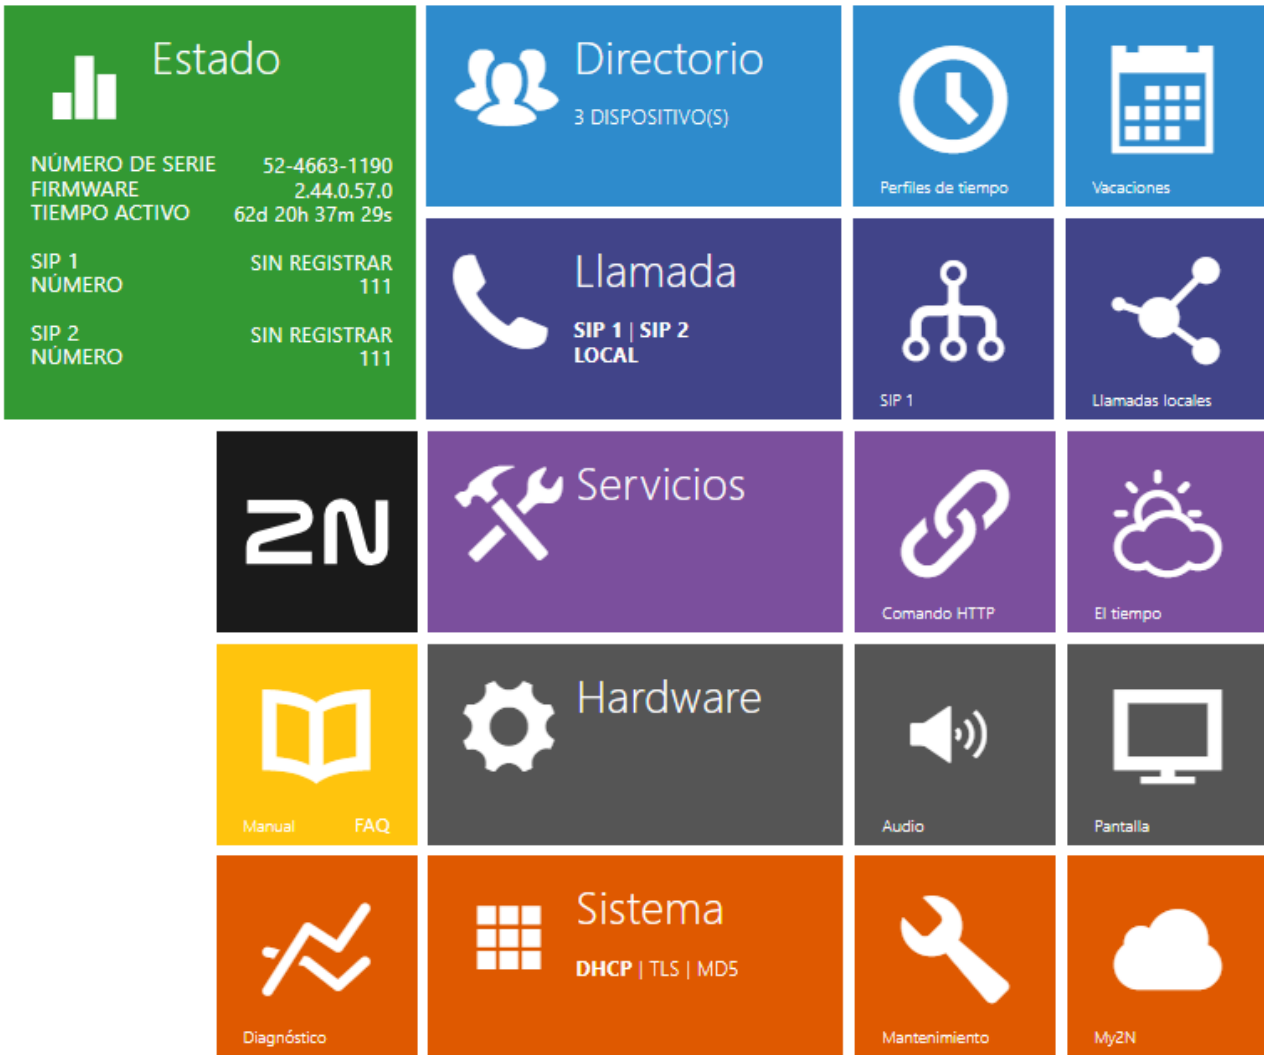 Estado
NÚMERO DE SERIE 52-4663-1190
FIRMWARE 2.44.0.57.0
TIEMPO ACTIVO 62d 20h 37m 29s
SIP 1 SIN REGISTRAR
NÚMERO 111
SIP 2 SIN REGISTRAR
NÚMERO 111
Directorio
3 DISPOSITIVO(S)
Perfiles de tiempo
Vacaciones
Llamada
SIP 1 | SIP 2
LOCAL
SIP 1
Llamadas locales
2N
Servicios
Comando HTTP
El tiempo
Manual FAQ
Hardware
Audio
Pantalla
Diagnóstico
Sistema
DHCP | TLS | MD5
Mantenimiento
My2N